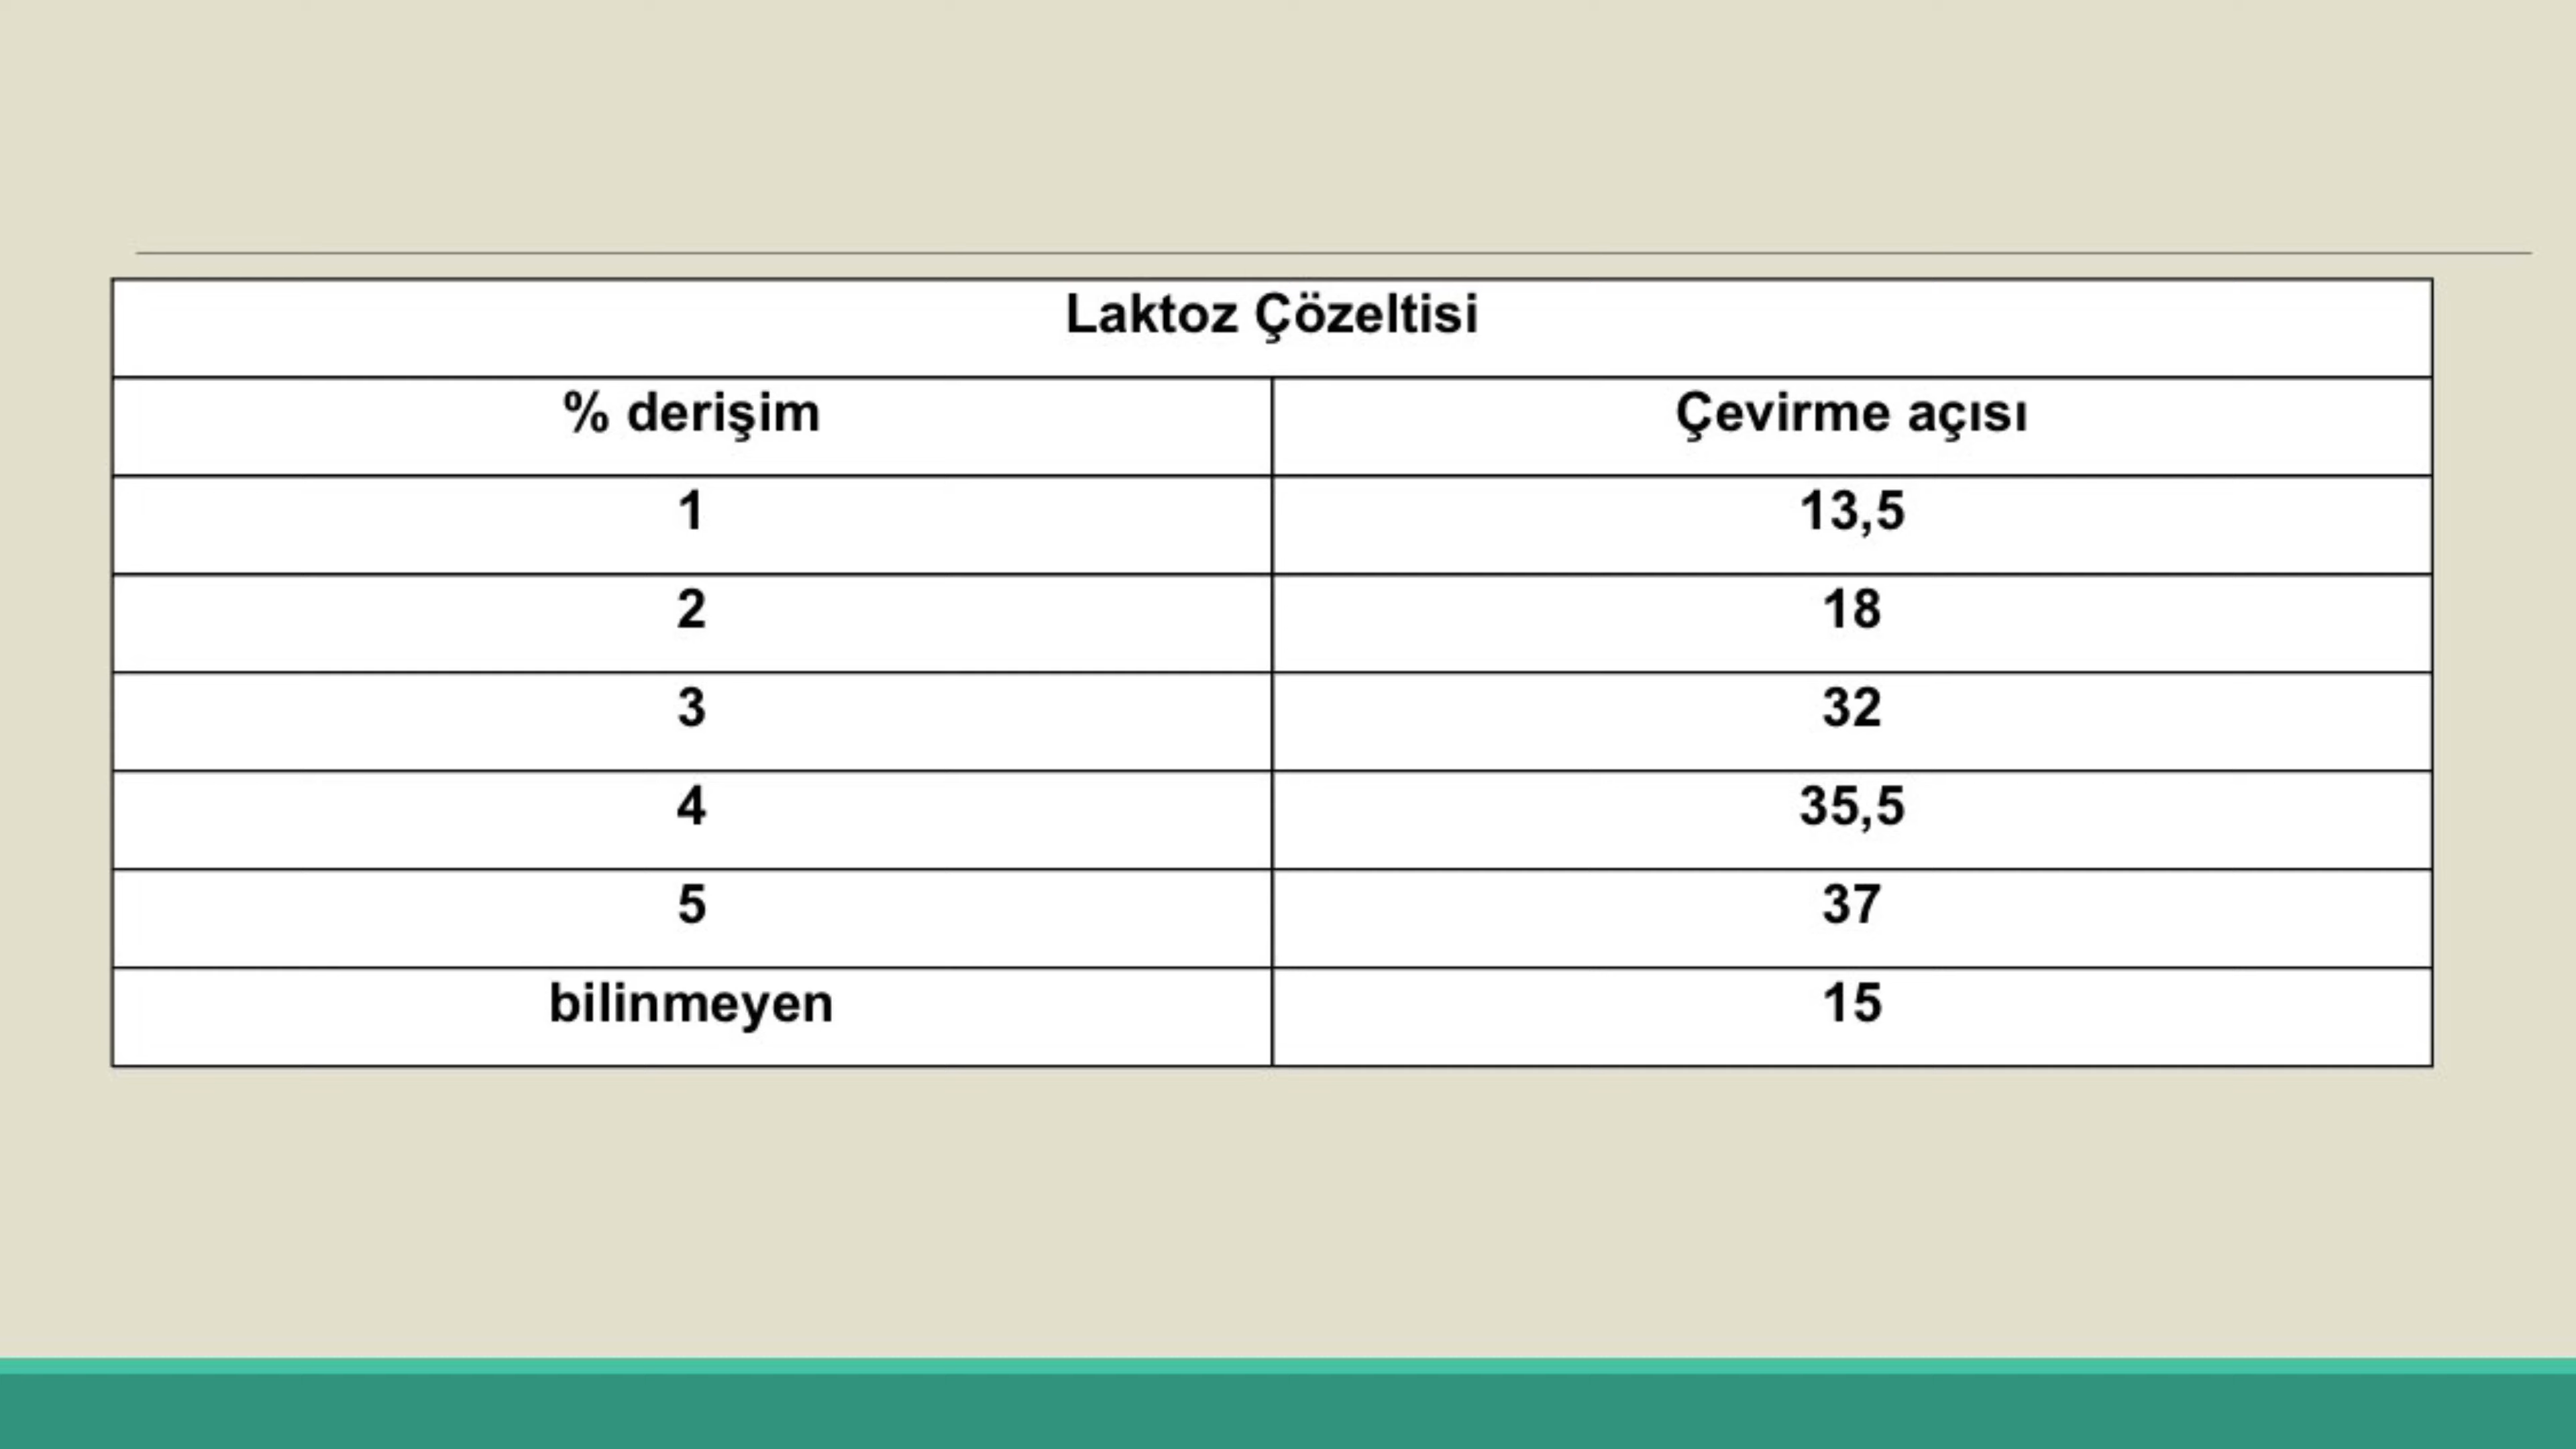 Laktoz Çözeltisi
% derişim Çevirme açısı
1 13,5
2 18
3 32
4 35,5
5 37
bilinmeyen 15